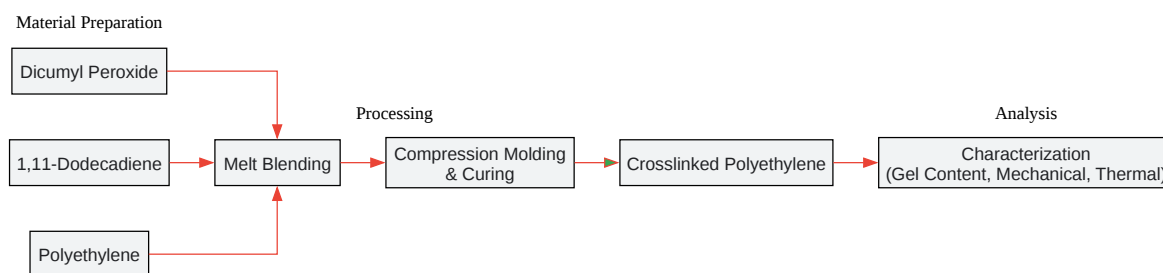 Material Preparation
Dicumyl Peroxide
Processing
Analysis
1,11-Dodecadiene
Melt Blending
Compression Molding
& Curing
Crosslinked Polyethylene
Characterization
(Gel Content, Mechanical, Thermal)
Polyethylene